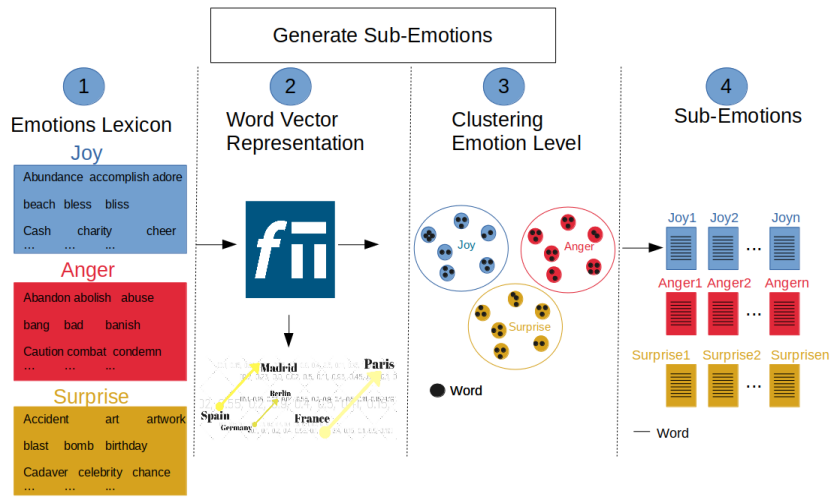 Generate Sub-Emotions
1
2
3
4
Emotions Lexicon
Word Vector
Representation
Clustering
Emotion Level
Sub-Emotions
Joy
Abundance accomplish adore
beach bless bliss
Cash charity cheer
... ... ...
Anger
Abandon abolish abuse
bang bad banish
Caution combat condemn
... ... ...
Surprise
Accident art artwork
blast bomb birthday
Cadaver celebrity chance
... ... ...
Madrid
Paris
Berlin
Spain
Germany
France
Joy
Anger
Surprise
Word
Joy1 Joy2 Joyn
...
Anger1 Anger2 Angern
...
Surprise1 Surprise2 Surprisen
...
Word